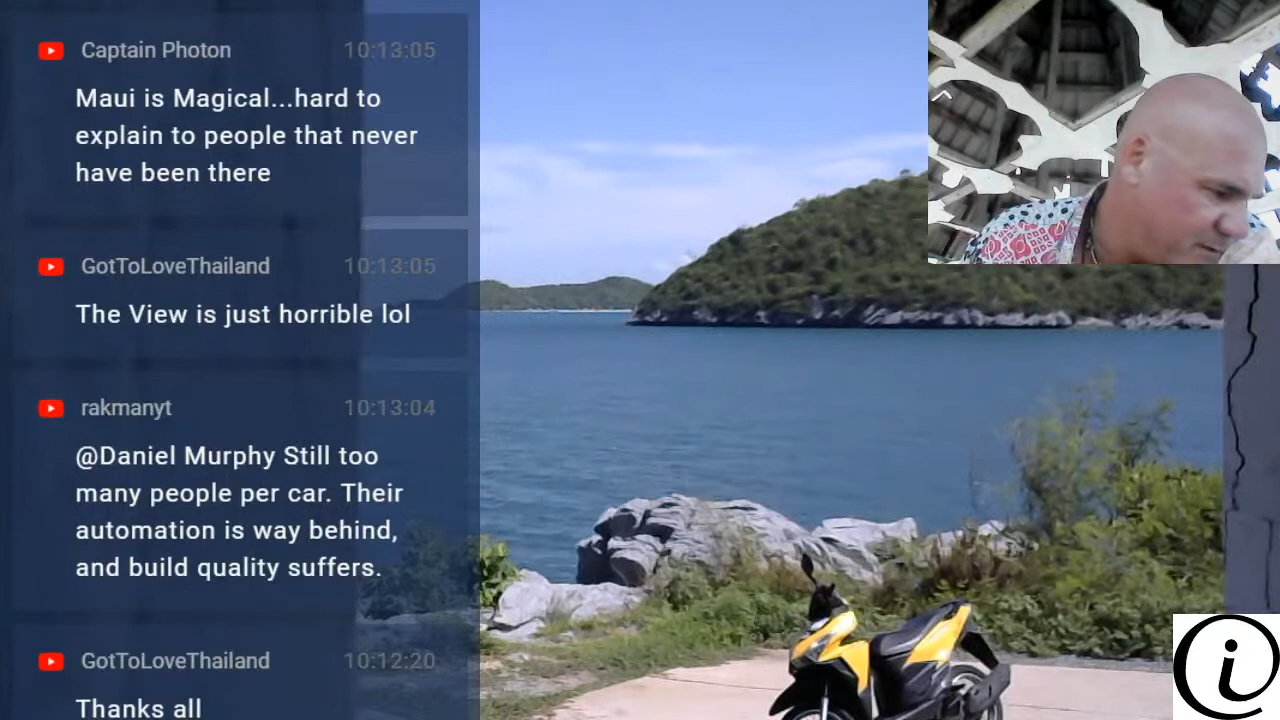 Captain Photon 10:13:05
Maui is Magical...hard to
explain to people that never
have been there
GotToLoveThailand 10:13:05
The View is just horrible lol
rakmanyt 10:13:04
@Daniel Murphy Still too
many people per car. Their
automation is way behind,
and build quality suffers.
GotToLoveThailand 10:12:20
Thanks all
i